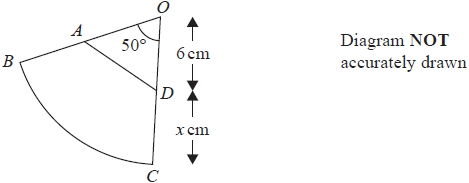 O
A
50°
6 cm
Diagram NOT
accurately drawn
B
D
x cm
C